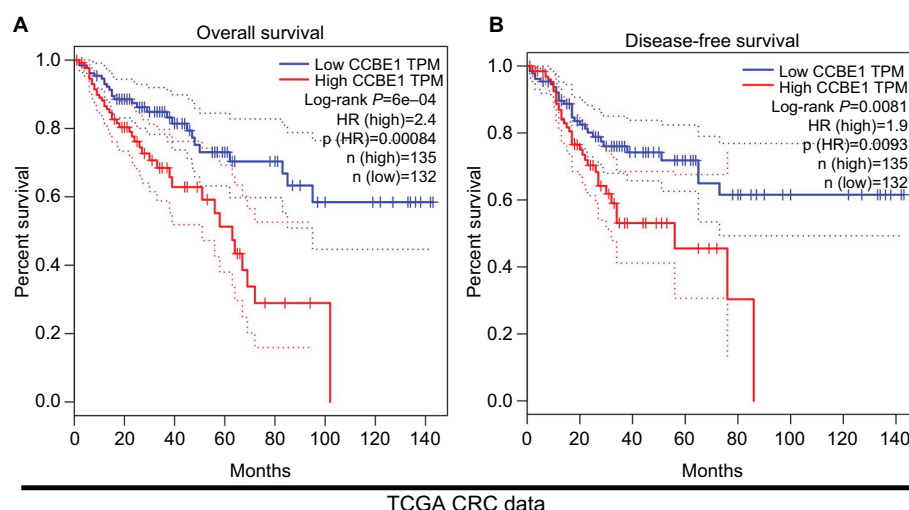 A
Overall survival
Low CCBE1 TPM
High CCBE1 TPM
Log-rank P=6e–04
HR (high)=2.4
p (HR)=0.00084
n (high)=135
n (low)=132
Percent survival
1.0
0.8
0.6
0.4
0.2
0.0
0 20 40 60 80 100 120 140
Months
B
Disease-free survival
Low CCBE1 TPM
High CCBE1 TPM
Log-rank P=0.0081
HR (high)=1.9
p (HR)=0.0093
n (high)=135
n (low)=132
Percent survival
1.0
0.8
0.6
0.4
0.2
0.0
0 20 40 60 80 100 120 140
Months
TCGA CRC data